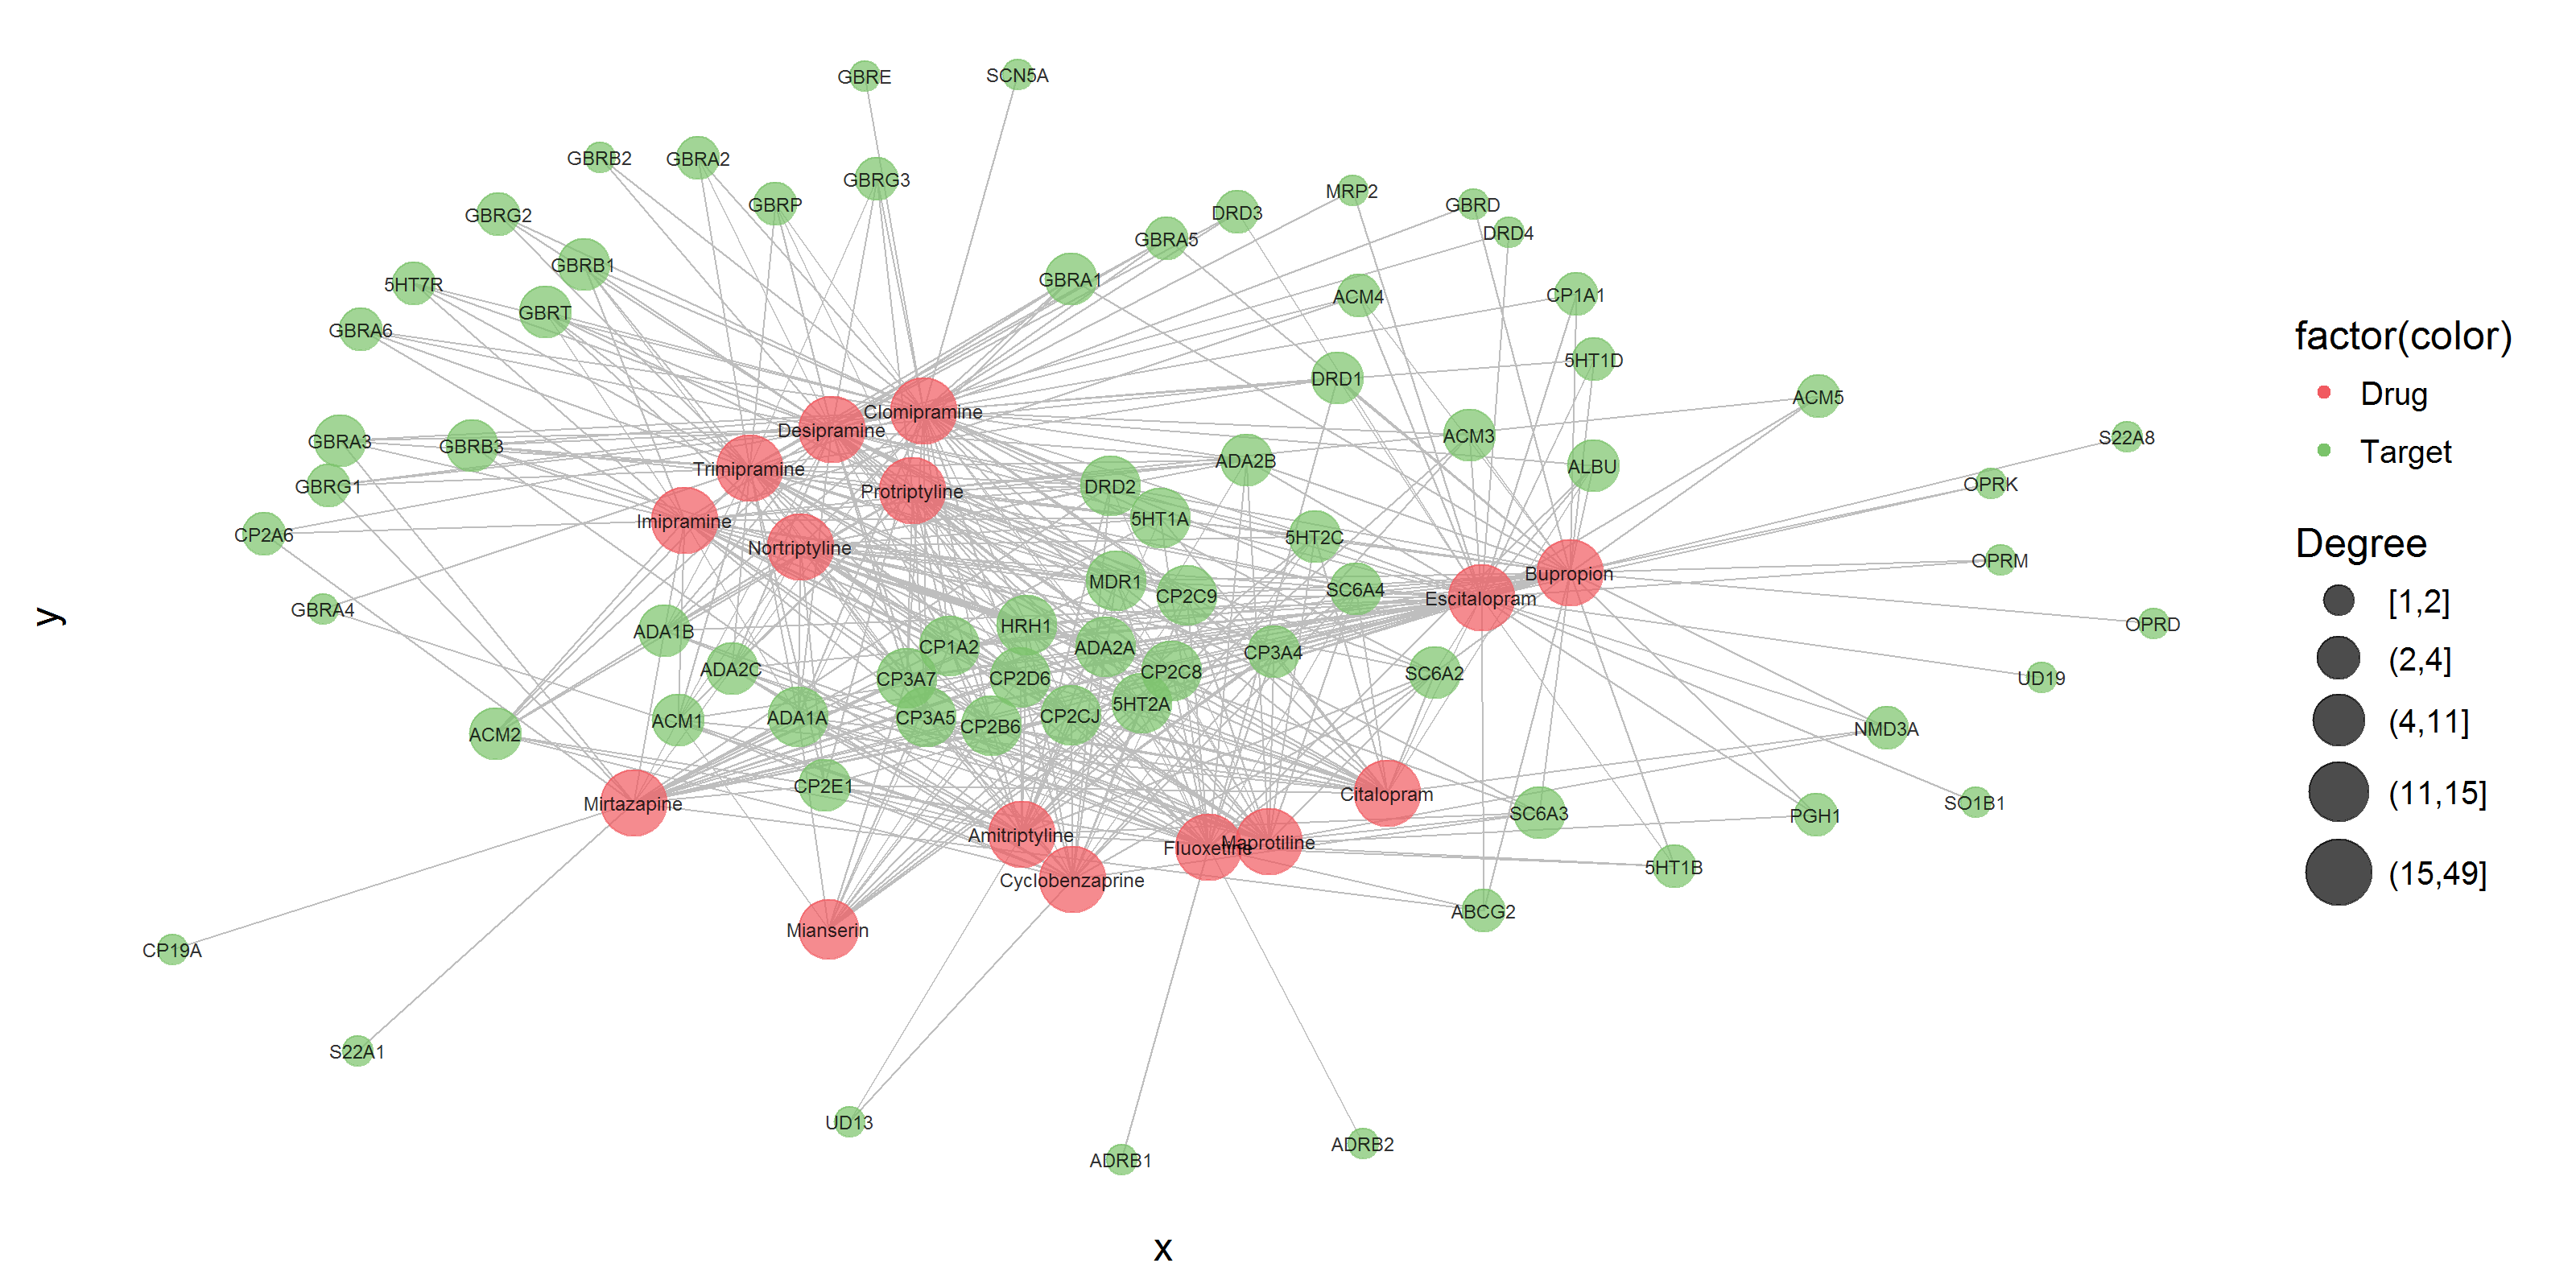 GBRE
SCN5A
GBRB2
GBRA2
GBRG3
GBRP
MRP2
GBRD
GBRG2
DRD3
DRD4
GBRA5
GBRB1
GBRA1
5HT7R
ACM4
CP1A1
GBRT
GBRA6
5HT1D
DRD1
ACM5
Clomipramine
Desipramine
ACM3
S22A8
GBRA3
GBRB3
ADA2B
ALBU
Trimipramine
OPRK
GBRG1
DRD2
Protriptyline
5HT1A
Imipramine
CP2A6
5HT2C
Nortriptyline
OPRM
Bupropion
MDR1
SC6A4
CP2C9
Escitalopram
GBRA4
HRH1
OPRD
ADA1B
CP1A2
ADA2A
CP3A4
ADA2C
CP2C8
SC6A2
CP3A7
CP2D6
UD19
5HT2A
ACM1
ADA1A
CP3A5
CP2CJ
CP2B6
NMD3A
ACM2
CP2E1
Citalopram
Mirtazapine
SO1B1
SC6A3
PGH1
Amitriptyline
Fluoxetine
Maprotiline
5HT1B
Cyclobenzaprine
ABCG2
Mianserin
CP19A
S22A1
UD13
ADRB2
ADRB1
x
y
factor(color)
Drug
Target
Degree
[1,2]
(2,4]
(4,11]
(11,15]
(15,49]